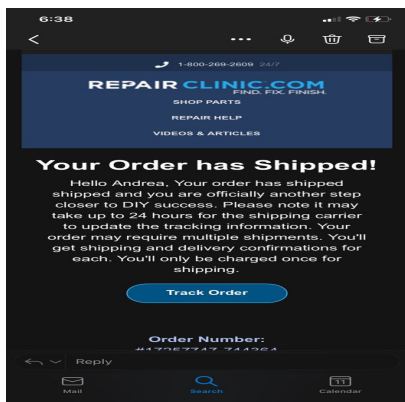 6:38
1-800-269-2609 24/7
REPAIR CLINIC.COM
FIND. FIX. FINISH.
SHOP PARTS
REPAIR HELP
VIDEOS & ARTICLES
Your Order has Shipped!
Hello Andrea, Your order has
shipped and you are officially another step
closer to DIY success. Please note it may
take up to 24 hours for the shipping carrier
to update the tracking information. Your
order may require multiple shipments. You'll
get shipping and delivery confirmations for
each. You'll only be charged once for
shipping.
Track Order
Order Number:
Reply
Mail
Search
11
Calendar